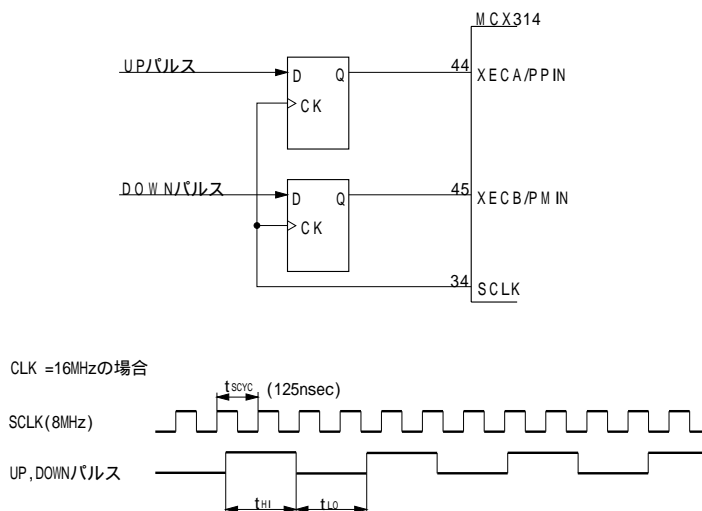 MCX314
UPパルス
D Q
CK
44
XECA/PPIN
DOWNパルス
D Q
CK
45
XECB/PMIN
34
SCLK
CLK =16MHzの場合
tSCYC (125nsec)
SCLK(8MHz)
UP,DOWNパルス
tHI tLO